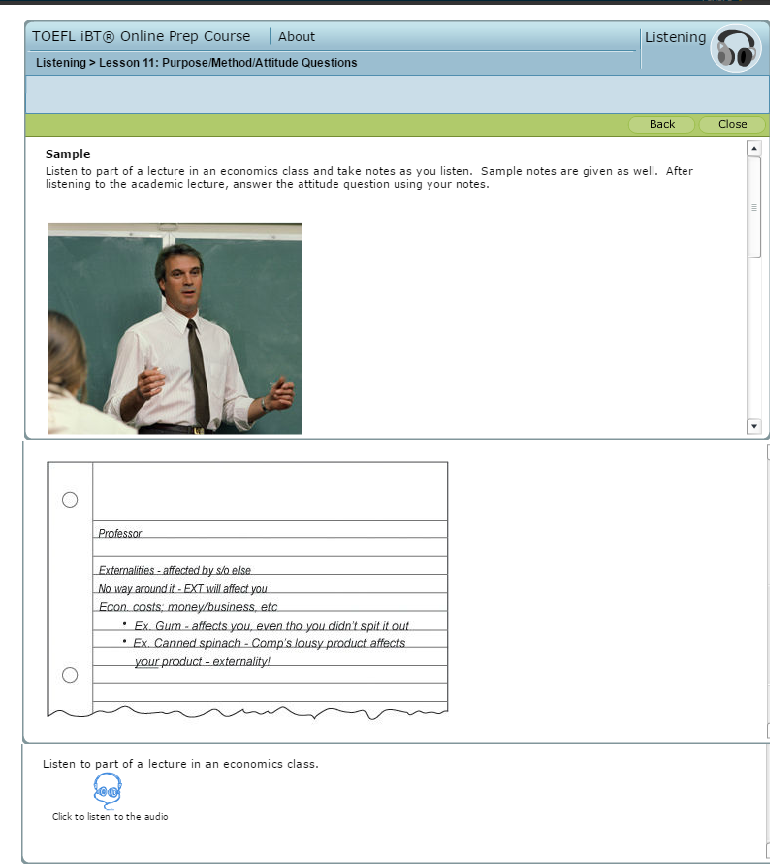 TOEFL iBT® Online Prep Course
About
Listening
Listening > Lesson 11: Purpose/Method/Attitude Questions
Back
Close
Sample
Listen to part of a lecture in an economics class and take notes as you listen.  Sample notes are given as well.  After
listening to the academic lecture, answer the attitude question using your notes.
Professor
Externalities - affected by s/o else
No way around it - EXT will affect you
Econ. costs; money/business, etc
• Ex. Gum - affects you, even tho you didn't spit it out
• Ex. Canned spinach - Comp's lousy product affects
your product - externality!
Listen to part of a lecture in an economics class.
Click to listen to the audio